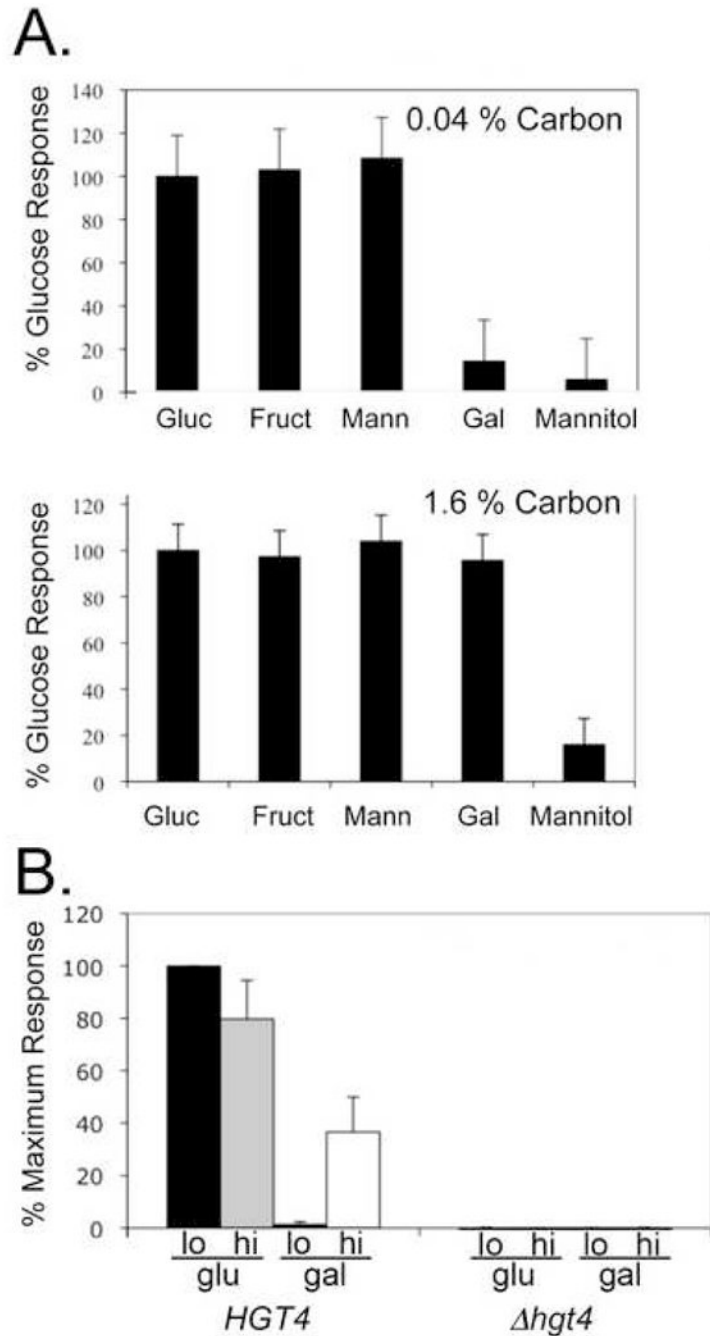 A.
% Glucose Response
0.04 % Carbon
140
120
100
80
60
40
20
0
Gluc Fruct Mann Gal Mannitol
% Glucose Response
1.6 % Carbon
120
100
80
60
40
20
0
Gluc Fruct Mann Gal Mannitol
B.
% Maximum Response
120
100
80
60
40
20
0
lo hi lo hi lo hi lo hi
glu gal glu gal
HGT4 Δhgt4